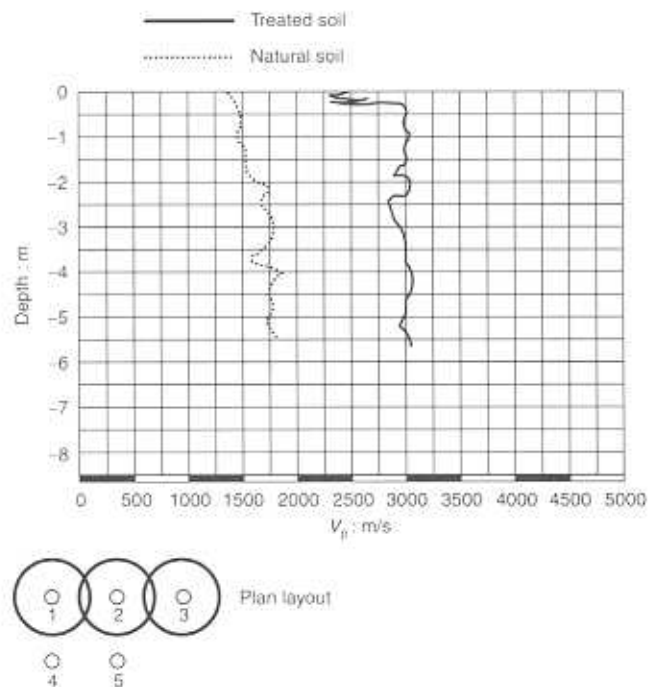 Treated soil
Natural soil
0
−1
−2
−3
−4
−5
−6
−7
−8
Depth : m
0 500 1000 1500 2000 2500 3000 3500 4000 4500 5000
Vp : m/s
1 2 3 Plan layout
4 5